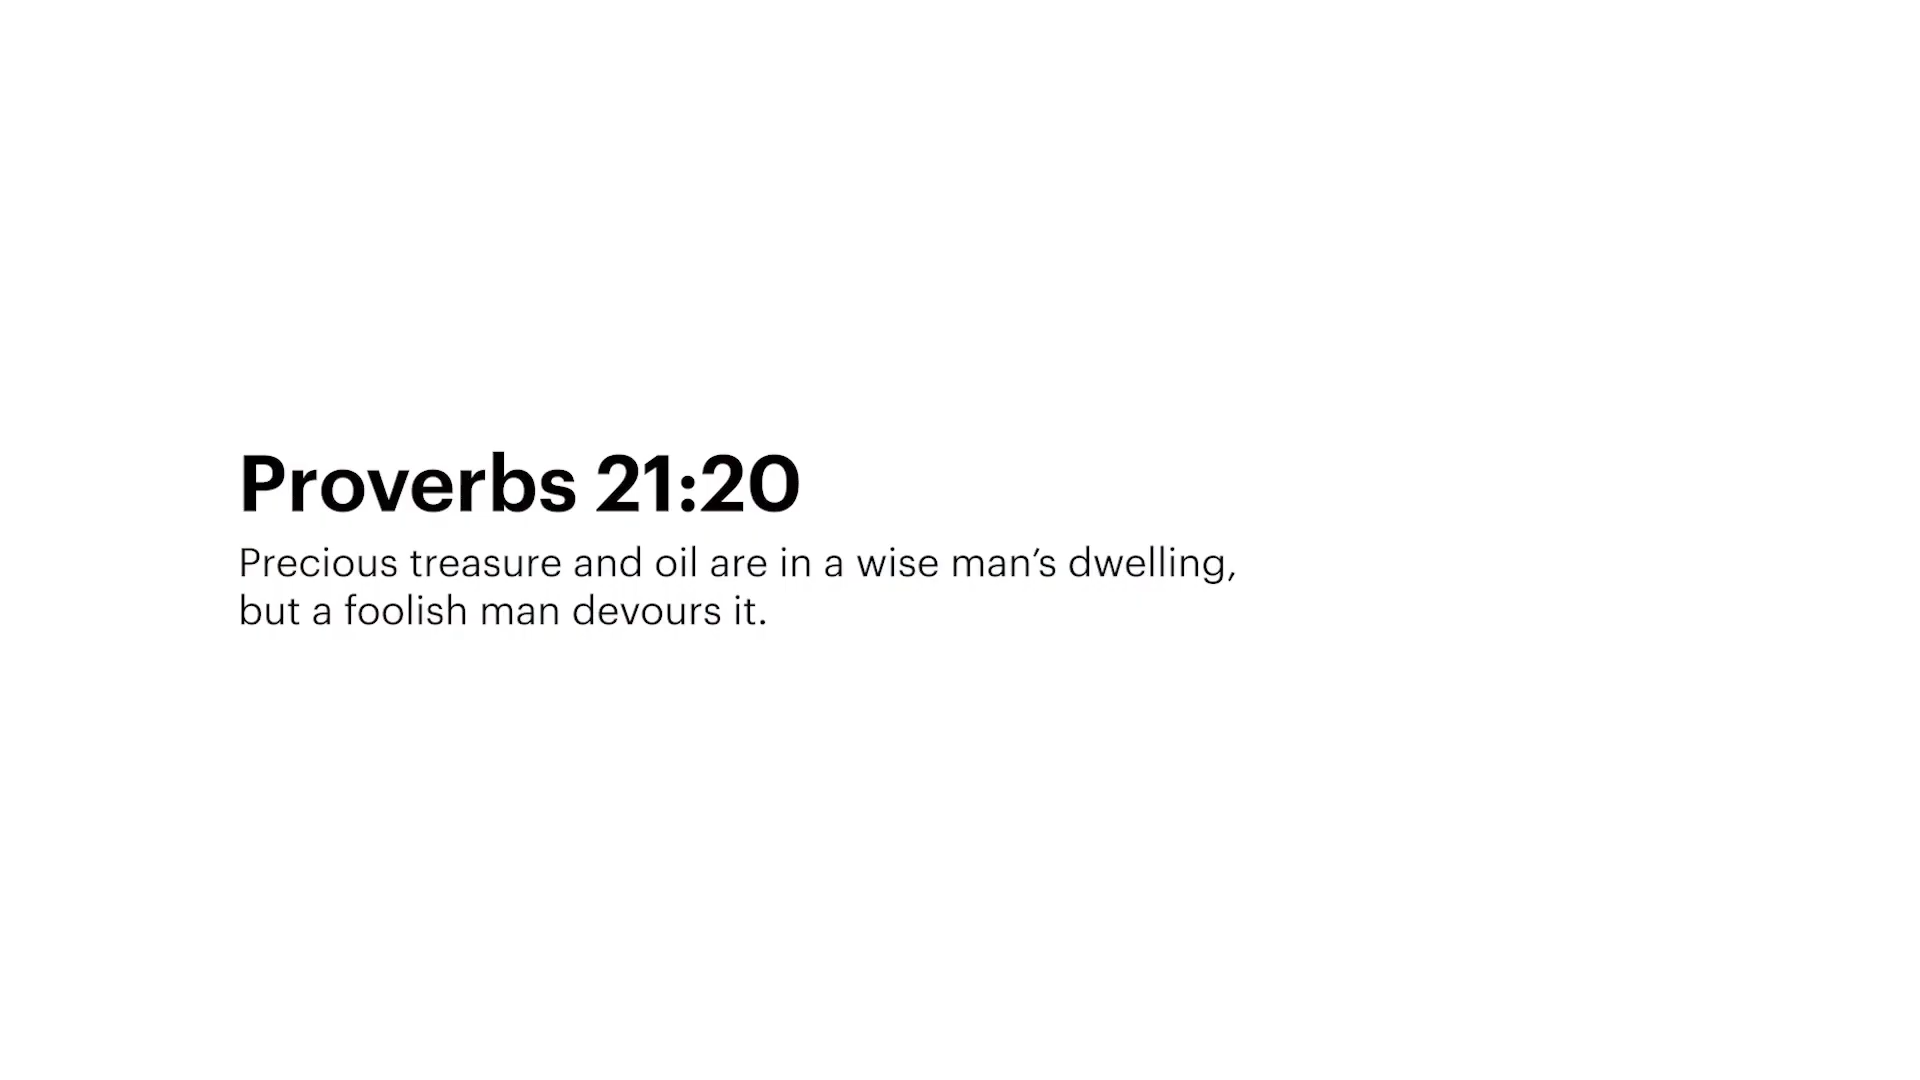 Proverbs 21:20
Precious treasure and oil are in a wise man’s dwelling,
but a foolish man devours it.